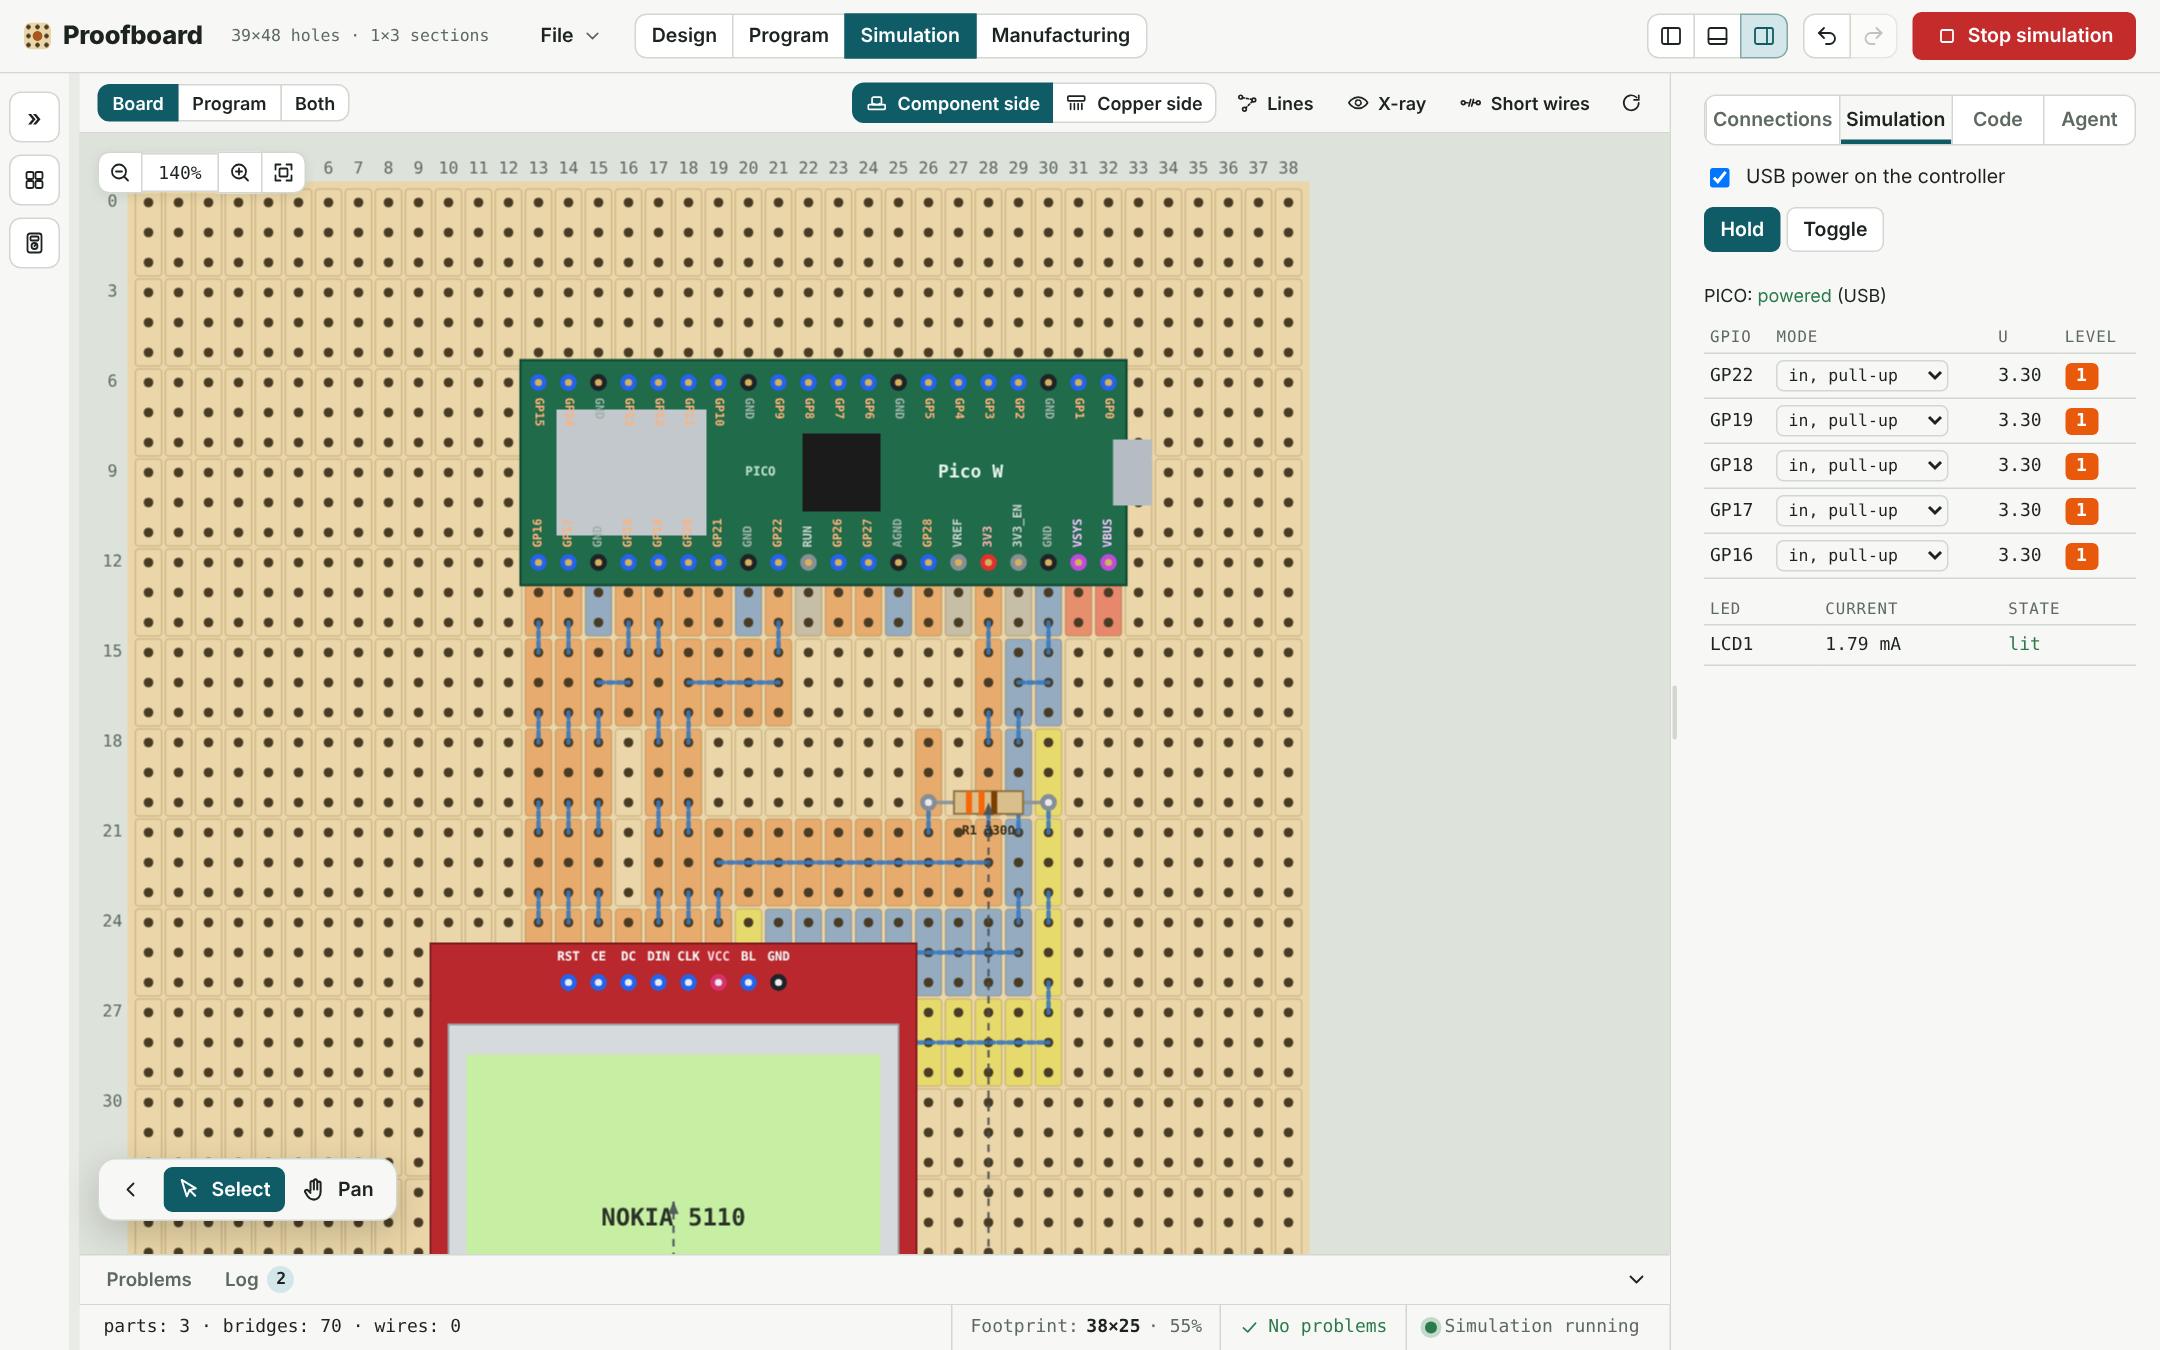 Proofboard 39×48 holes · 1×3 sections File Design Program Simulation Manufacturing Stop simulation
Board Program Both Component side Copper side Lines X-ray Short wires
Connections Simulation Code Agent
140%
6 7 8 9 10 11 12 13 14 15 16 17 18 19 20 21 22 23 24 25 26 27 28 29 30 31 32 33 34 35 36 37 38
0
3
6
9
12
15
18
21
24
27
30
GP15 GND GP10 GND GP9 GP8 GP7 GP6 GND GP5 GP4 GP3 GP2 GND GP1 GP0
PICO Pico W
GP16 GND GP21 GND GP22 RUN GP26 GP27 AGND GP28 VREF 3V3 3V3_EN GND VSYS VBUS
R1 330Ω
RST CE DC DIN CLK VCC BL GND
NOKIA 5110
Select Pan
USB power on the controller
Hold Toggle
PICO: powered (USB)
GPIO MODE U LEVEL
GP22 in, pull-up 3.30 1
GP19 in, pull-up 3.30 1
GP18 in, pull-up 3.30 1
GP17 in, pull-up 3.30 1
GP16 in, pull-up 3.30 1
LED CURRENT STATE
LCD1 1.79 mA lit
Problems Log 2
parts: 3 · bridges: 70 · wires: 0 Footprint: 38×25 · 55% No problems Simulation running